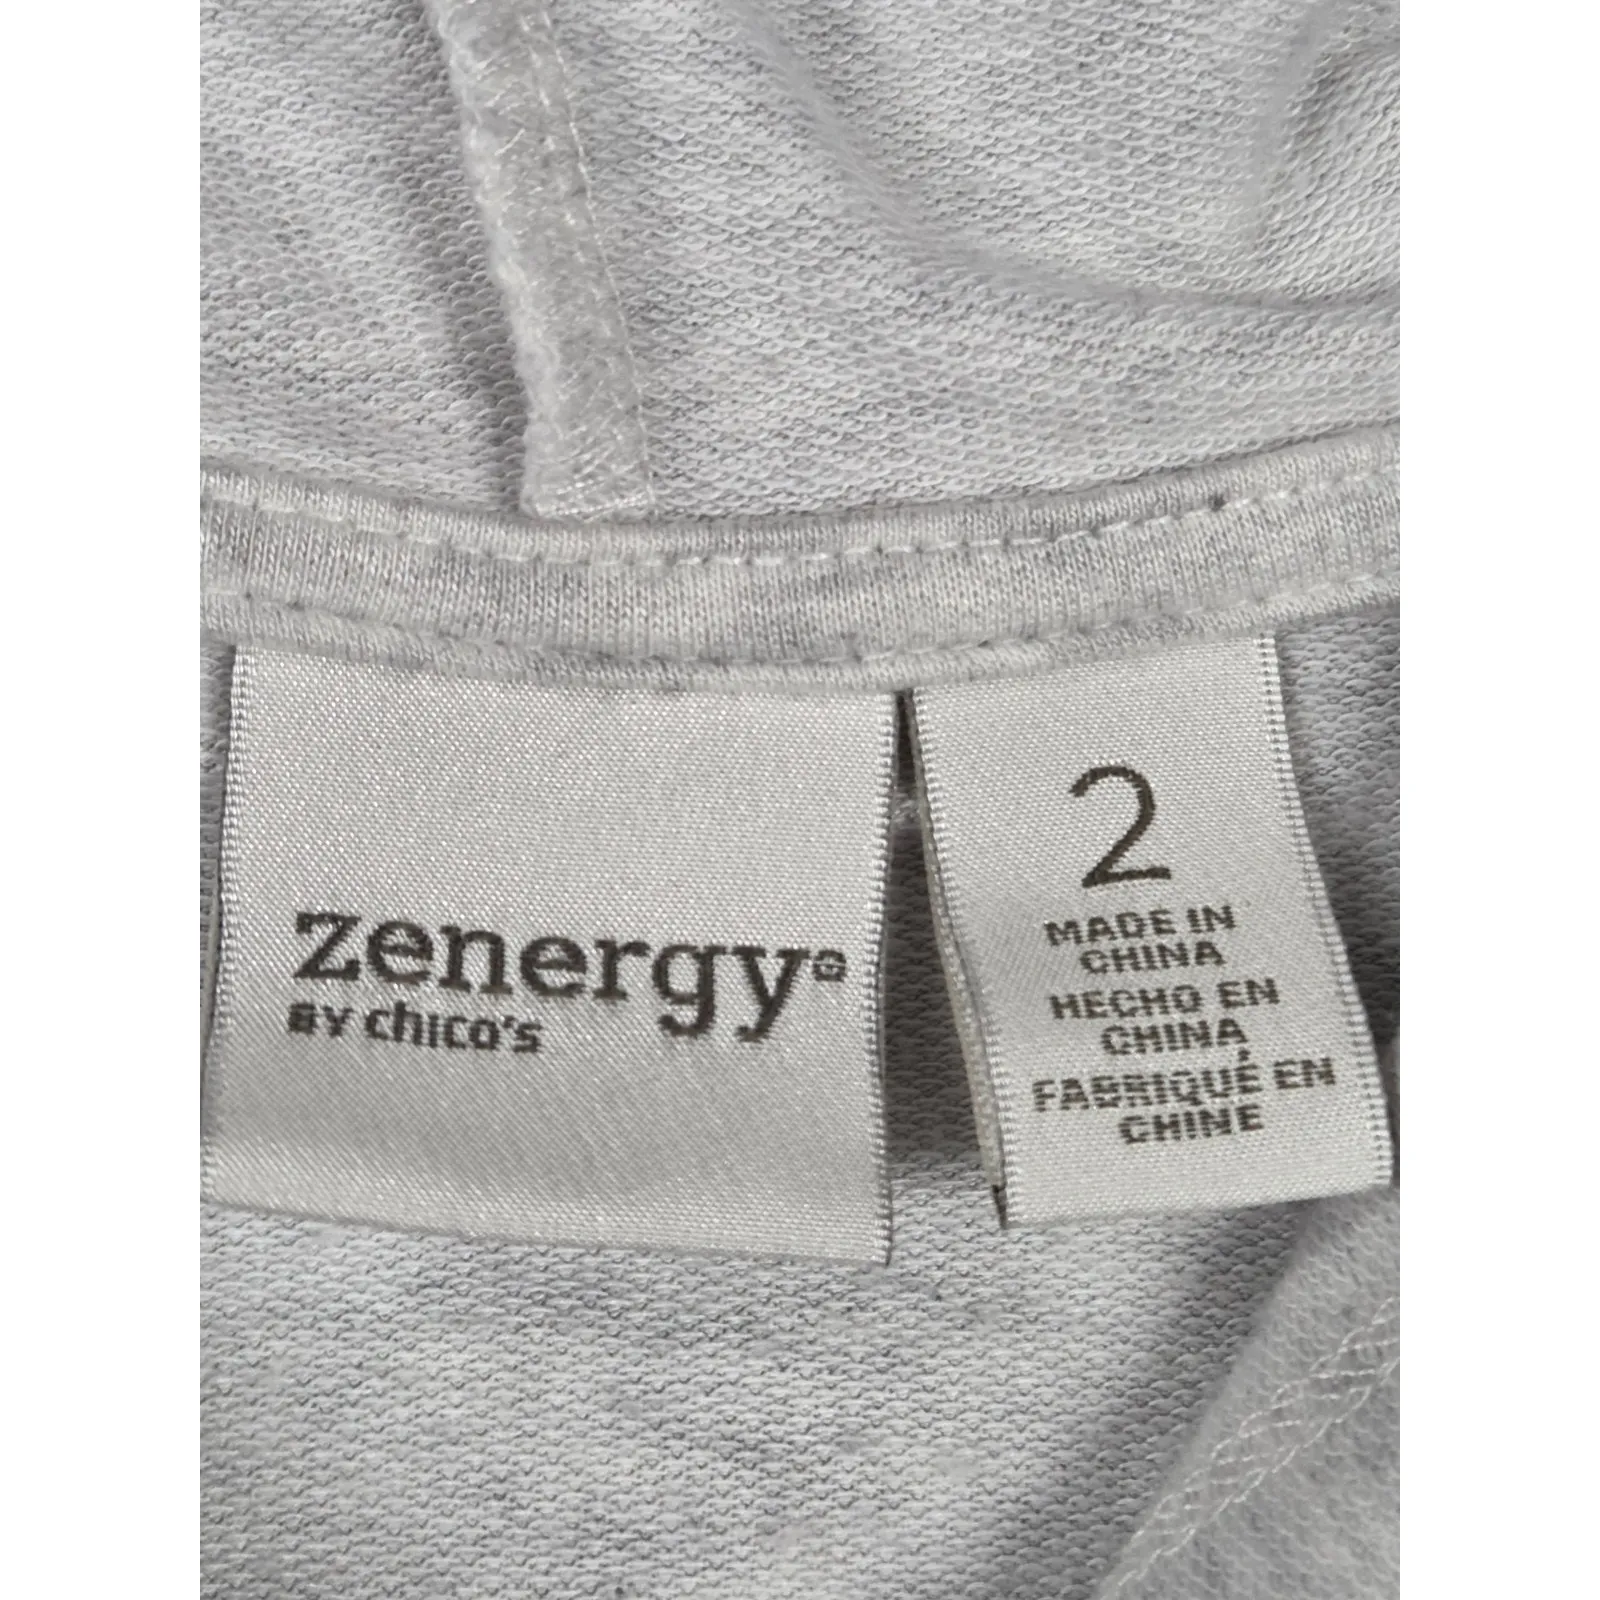 zenergy®
BY chico's
2
MADE IN
CHINA
HECHO EN
CHINA
FABRIQUÉ EN
CHINE